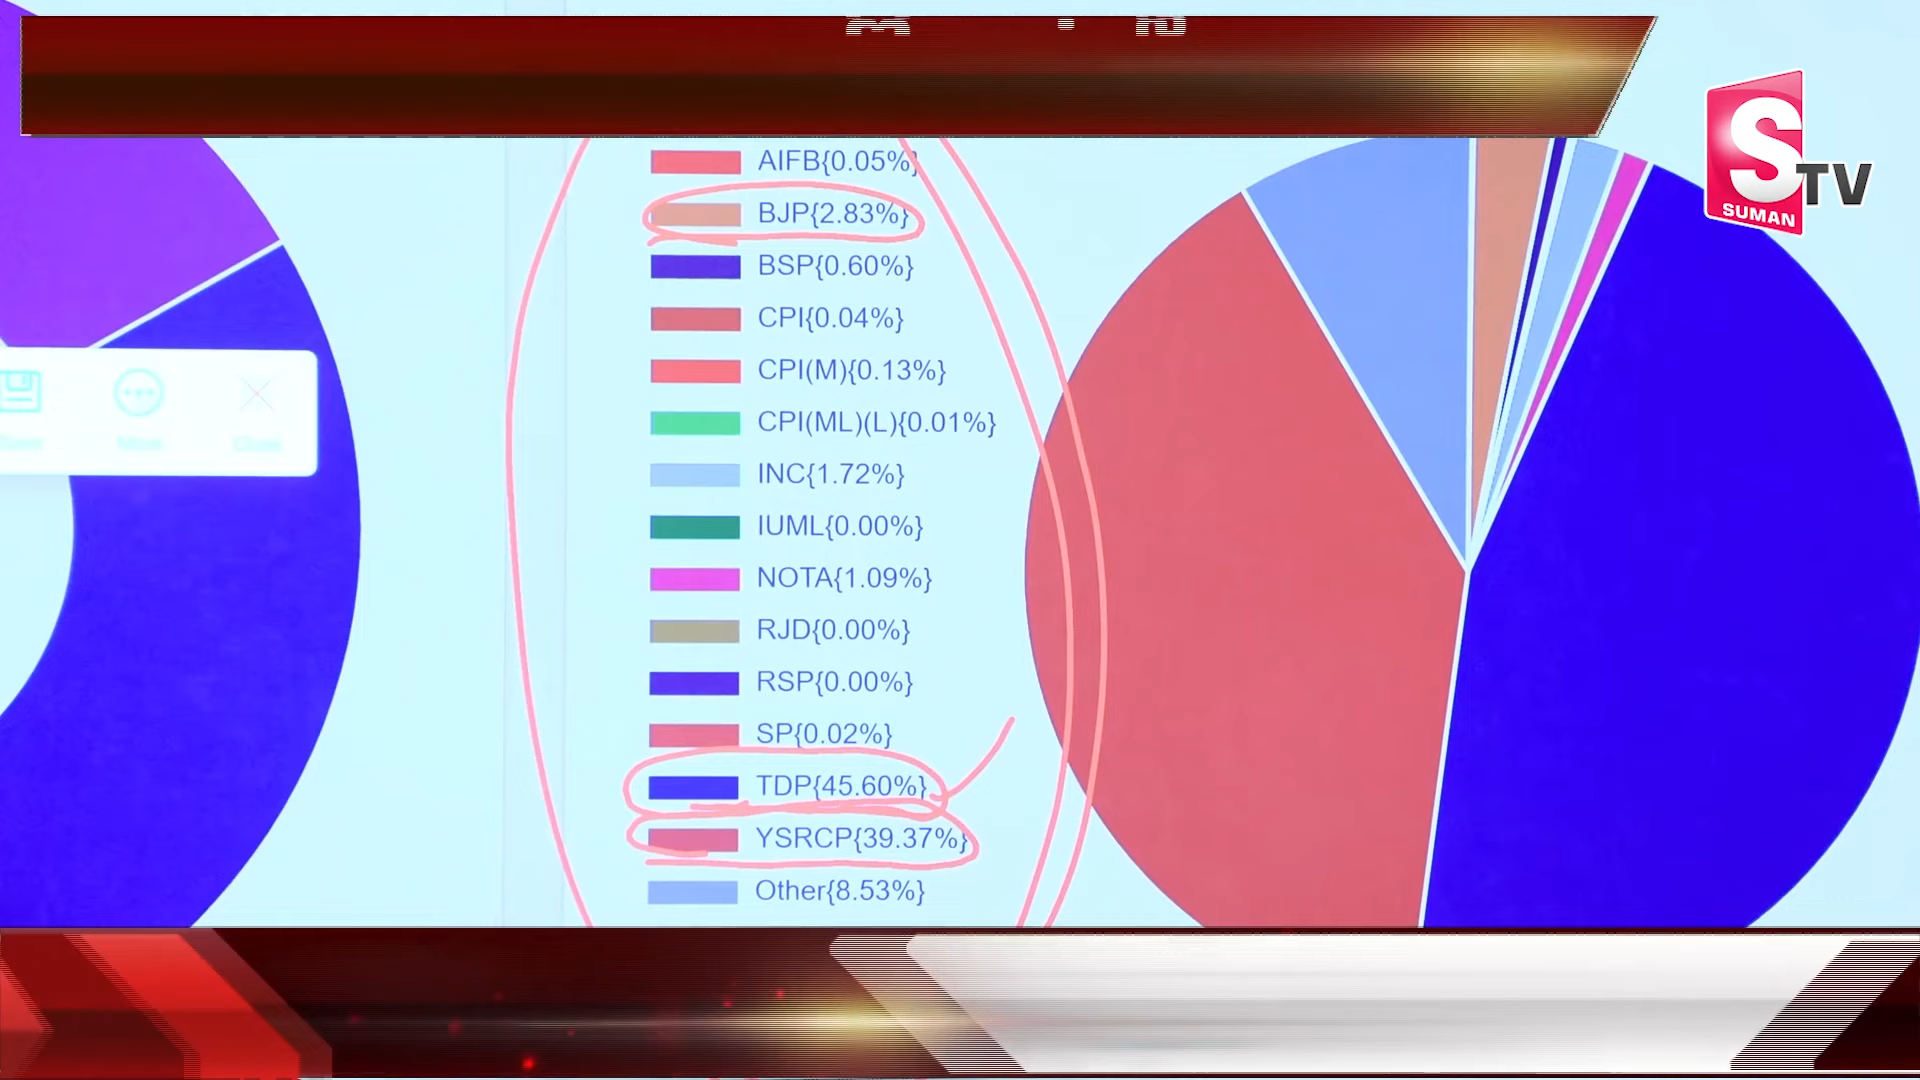 S
TV
SUMAN
AIFB{0.05%}
BJP{2.83%}
BSP{0.60%}
CPI{0.04%}
CPI(M){0.13%}
CPI(ML)(L){0.01%}
INC{1.72%}
IUML{0.00%}
NOTA{1.09%}
RJD{0.00%}
RSP{0.00%}
SP{0.02%}
TDP{45.60%}
YSRCP{39.37%}
Other{8.53%}
Close